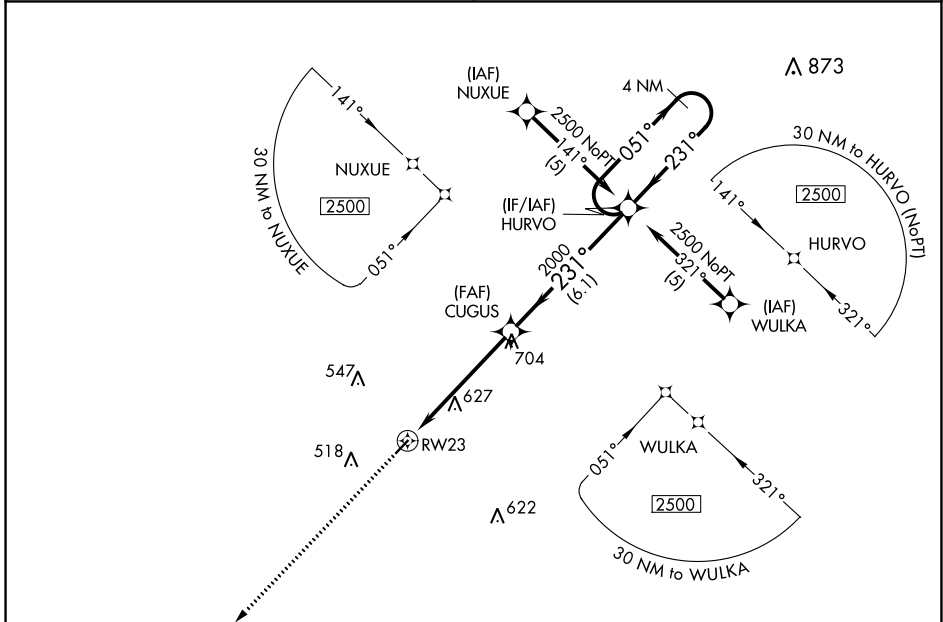 (IAF)
NUXUE
4 NM
873
141°
2500 NoPT
141°
(5)
051°
231°
30 NM to NUXUE
NUXUE
2500
051°
(IF/IAF)
HURVO
30 NM to HURVO (NoPT)
141°
2500
HURVO
321°
2500 NoPT
321°
(5)
(IAF)
WULKA
2000
231°
(6.1)
(FAF)
CUGUS
704
547
627
RW23
518
622
051°
WULKA
321°
2500
30 NM to WULKA